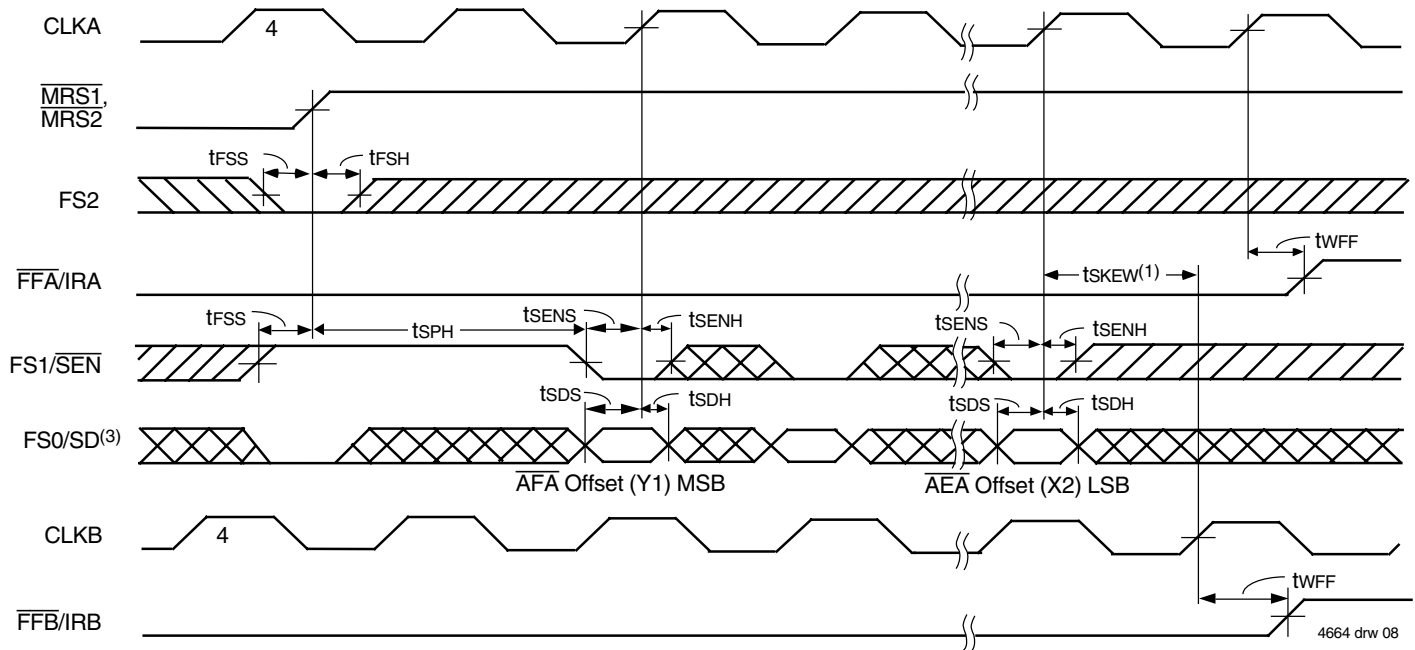 CLKA
4
MRS1,
MRS2
tFSS
tFSH
FS2
tWFF
FFA/IRA
tSKEW(1)
tFSS
tSPH
tSENS
tSENH
tSENS
tSENH
FS1/SEN
tSDS
tSDH
tSDS
tSDH
FS0/SD(3)
AFA Offset (Y1) MSB
AEA Offset (X2) LSB
CLKB
4
tWFF
FFB/IRB
4664 drw 08